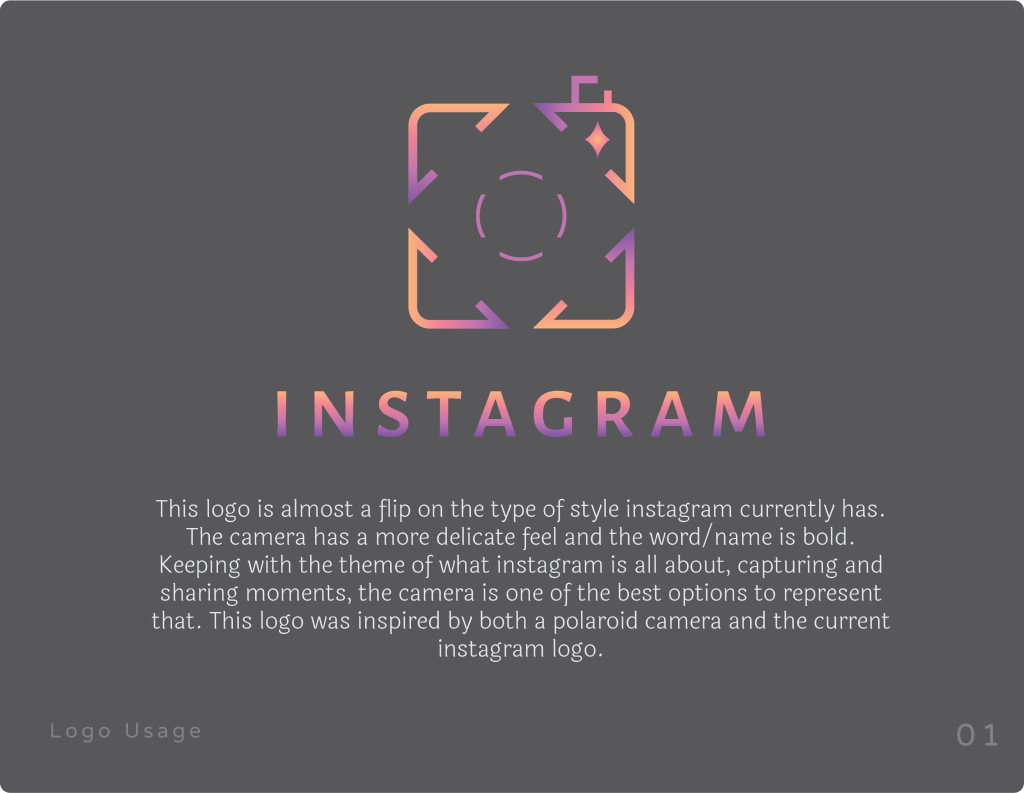 INSTAGRAM
This logo is almost a flip on the type of style instagram currently has.
The camera has a more delicate feel and the word/name is bold.
Keeping with the theme of what instagram is all about, capturing and
sharing moments, the camera is one of the best options to represent
that. This logo was inspired by both a polaroid camera and the current
instagram logo.
Logo Usage
01